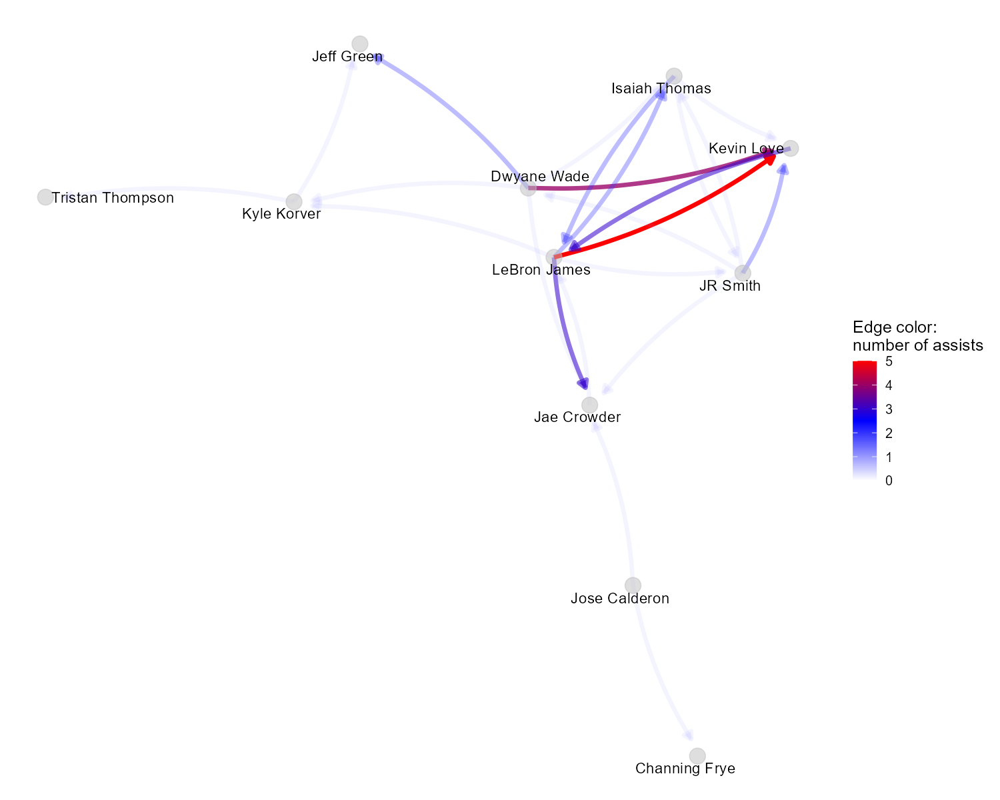 Jeff Green
Isaiah Thomas
Kevin Love
Dwyane Wade
Tristan Thompson
Kyle Korver
LeBron James
JR Smith
Edge color:
number of assists
5
4
3
2
1
0
Jae Crowder
Jose Calderon
Channing Frye